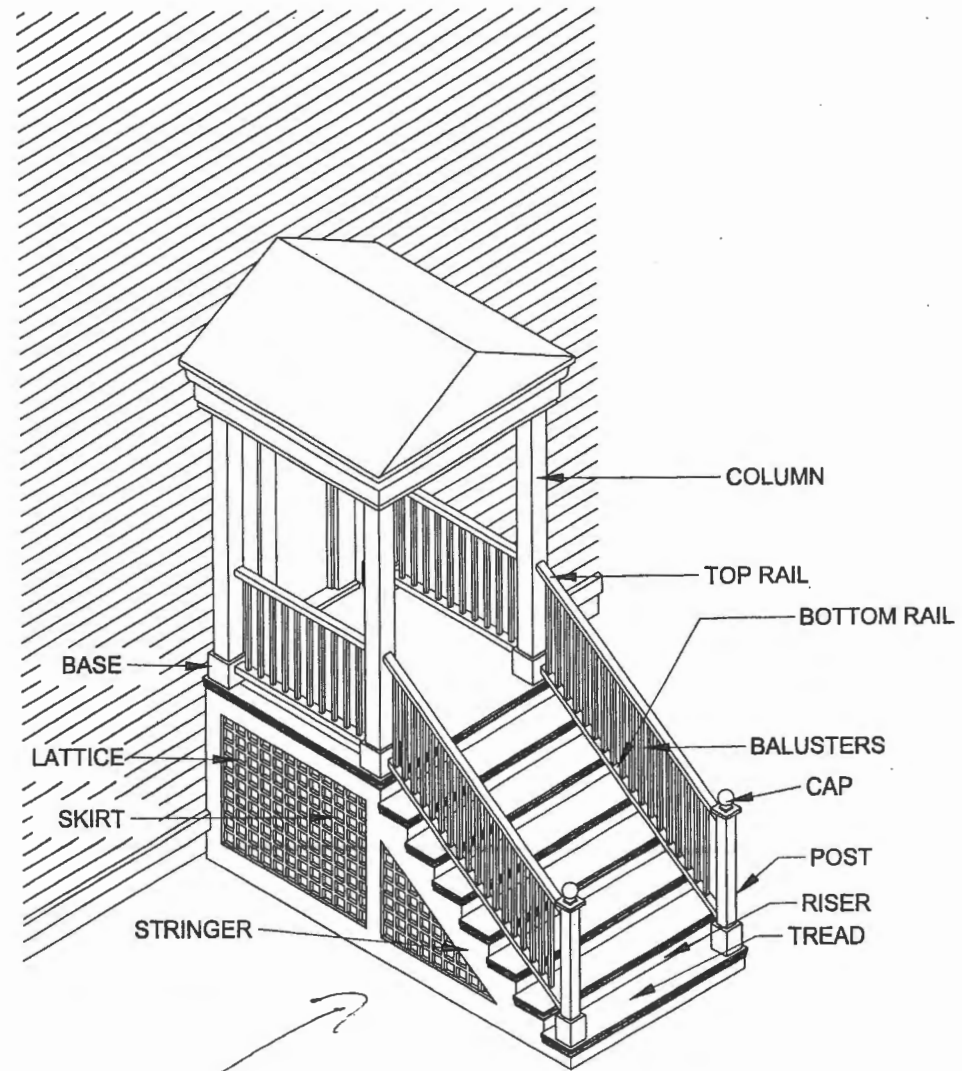 COLUMN
TOP RAIL
BOTTOM RAIL
BASE
BALUSTERS
LATTICE
CAP
SKIRT
POST
RISER
STRINGER
TREAD